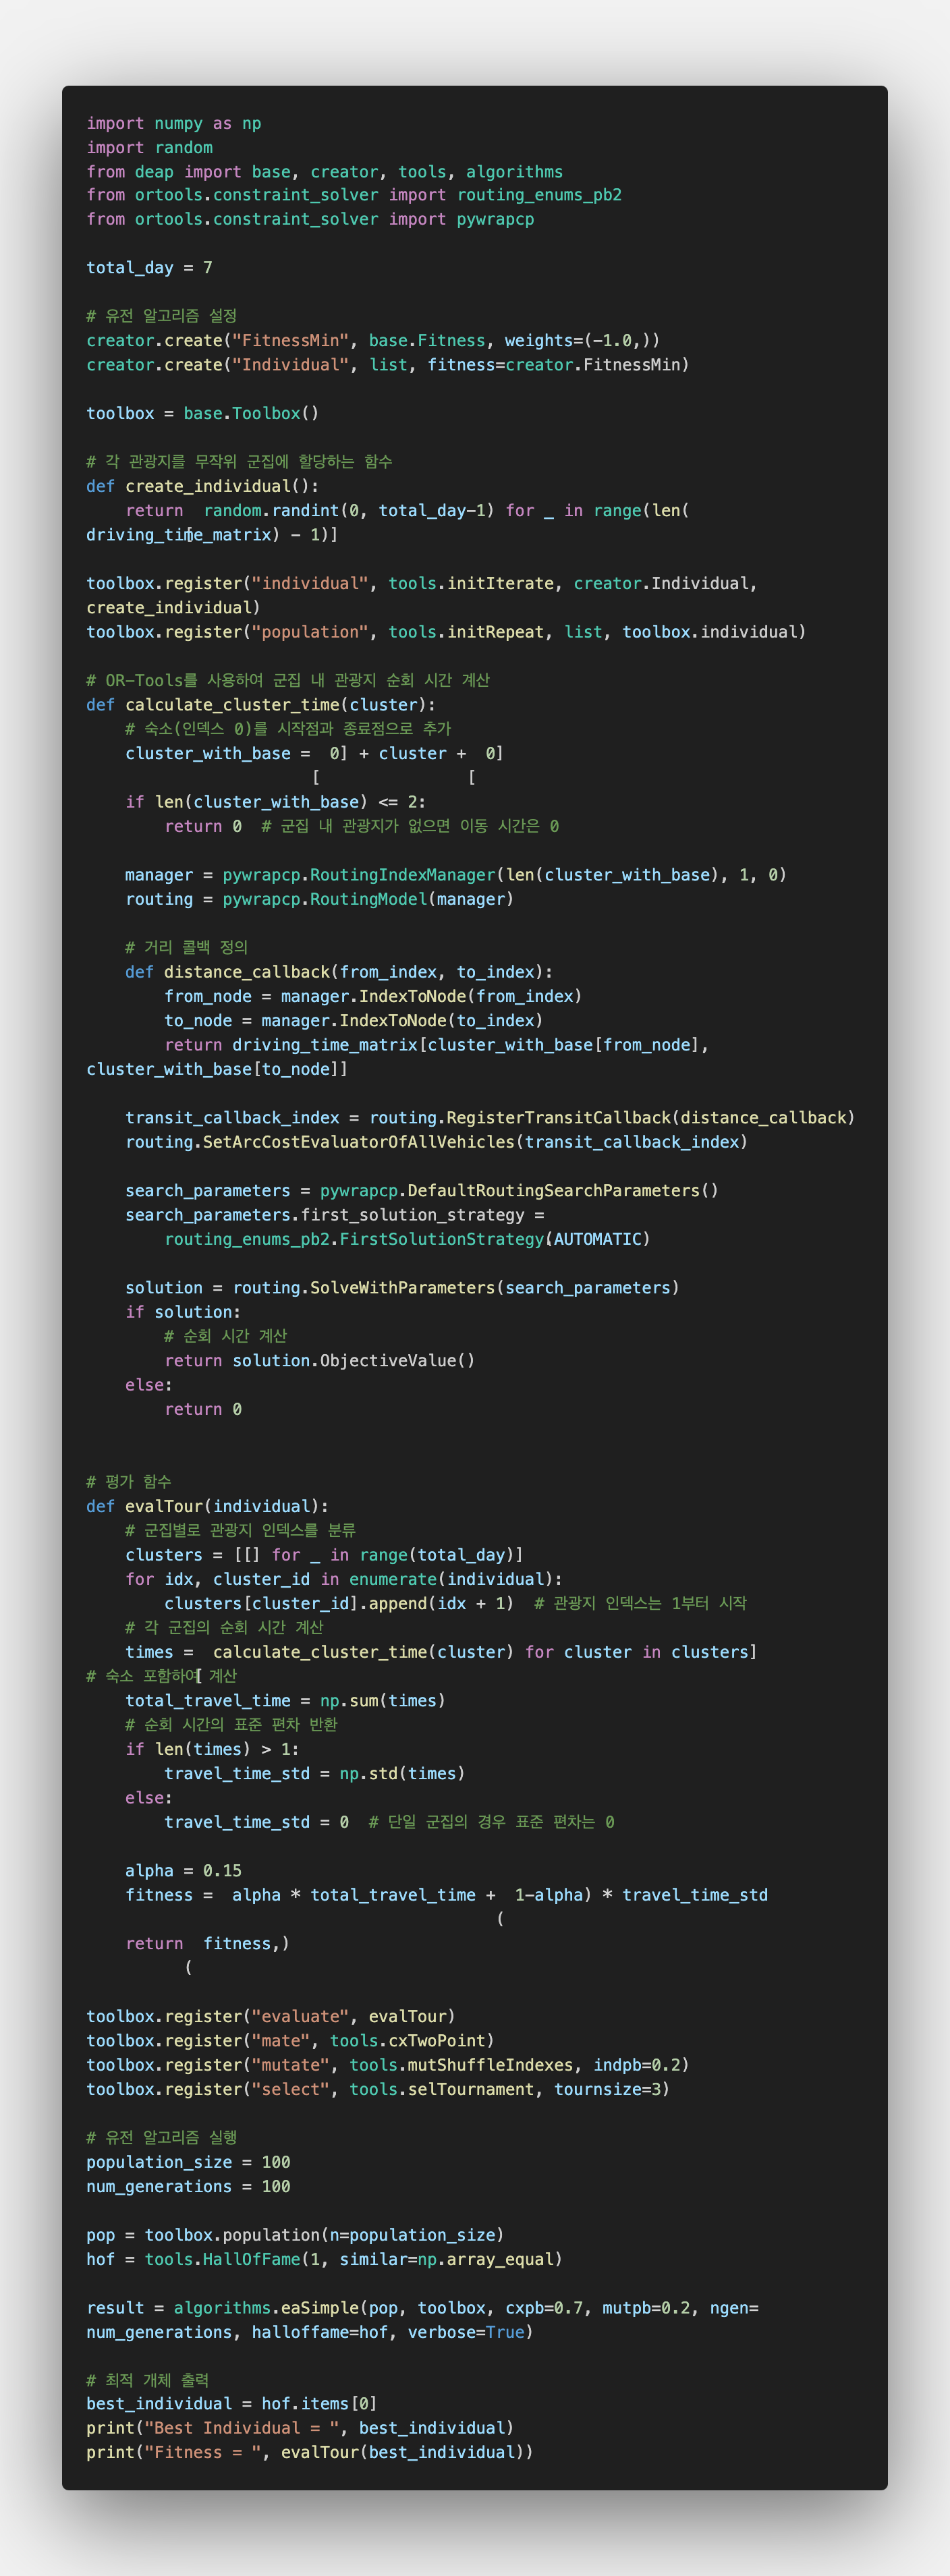 import numpy as np
import random
from deap import base, creator, tools, algorithms
from ortools.constraint_solver import routing_enums_pb2
from ortools.constraint_solver import pywrapcp

total_day = 7

# 유전 알고리즘 설정
creator.create("FitnessMin", base.Fitness, weights=(-1.0,))
creator.create("Individual", list, fitness=creator.FitnessMin)

toolbox = base.Toolbox()

# 각 관광지를 무작위 군집에 할당하는 함수
def create_individual():
    return  random.randint(0, total_day-1) for _ in range(len(
driving_time_matrix) - 1)]
          [

toolbox.register("individual", tools.initIterate, creator.Individual,
create_individual)
toolbox.register("population", tools.initRepeat, list, toolbox.individual)

# OR-Tools를 사용하여 군집 내 관광지 순회 시간 계산
def calculate_cluster_time(cluster):
    # 숙소(인덱스 0)를 시작점과 종료점으로 추가
    cluster_with_base =  0] + cluster +  0]
                       [               [
    if len(cluster_with_base) <= 2:
        return 0  # 군집 내 관광지가 없으면 이동 시간은 0

    manager = pywrapcp.RoutingIndexManager(len(cluster_with_base), 1, 0)
    routing = pywrapcp.RoutingModel(manager)

    # 거리 콜백 정의
    def distance_callback(from_index, to_index):
        from_node = manager.IndexToNode(from_index)
        to_node = manager.IndexToNode(to_index)
        return driving_time_matrix[cluster_with_base[from_node],
cluster_with_base[to_node]]

    transit_callback_index = routing.RegisterTransitCallback(distance_callback)
    routing.SetArcCostEvaluatorOfAllVehicles(transit_callback_index)

    search_parameters = pywrapcp.DefaultRoutingSearchParameters()
    search_parameters.first_solution_strategy =
        routing_enums_pb2.FirstSolutionStrategy(.AUTOMATIC)

    solution = routing.SolveWithParameters(search_parameters)
    if solution:
        # 순회 시간 계산
        return solution.ObjectiveValue()
    else:
        return 0


# 평가 함수
def evalTour(individual):
    # 군집별로 관광지 인덱스를 분류
    clusters = [[] for _ in range(total_day)]
    for idx, cluster_id in enumerate(individual):
        clusters[cluster_id].append(idx + 1)  # 관광지 인덱스는 1부터 시작
    # 각 군집의 순회 시간 계산
    times =  calculate_cluster_time(cluster) for cluster in clusters]
# 숙소 포함하여[ 계산
    total_travel_time = np.sum(times)
    # 순회 시간의 표준 편차 반환
    if len(times) > 1:
        travel_time_std = np.std(times)
    else:
        travel_time_std = 0  # 단일 군집의 경우 표준 편차는 0

    alpha = 0.15
    fitness =  alpha * total_travel_time +  1-alpha) * travel_time_std
                                          (
    return  fitness,)
          (

toolbox.register("evaluate", evalTour)
toolbox.register("mate", tools.cxTwoPoint)
toolbox.register("mutate", tools.mutShuffleIndexes, indpb=0.2)
toolbox.register("select", tools.selTournament, tournsize=3)

# 유전 알고리즘 실행
population_size = 100
num_generations = 100

pop = toolbox.population(n=population_size)
hof = tools.HallOfFame(1, similar=np.array_equal)

result = algorithms.eaSimple(pop, toolbox, cxpb=0.7, mutpb=0.2, ngen=
num_generations, halloffame=hof, verbose=True)

# 최적 개체 출력
best_individual = hof.items[0]
print("Best Individual = ", best_individual)
print("Fitness = ", evalTour(best_individual))